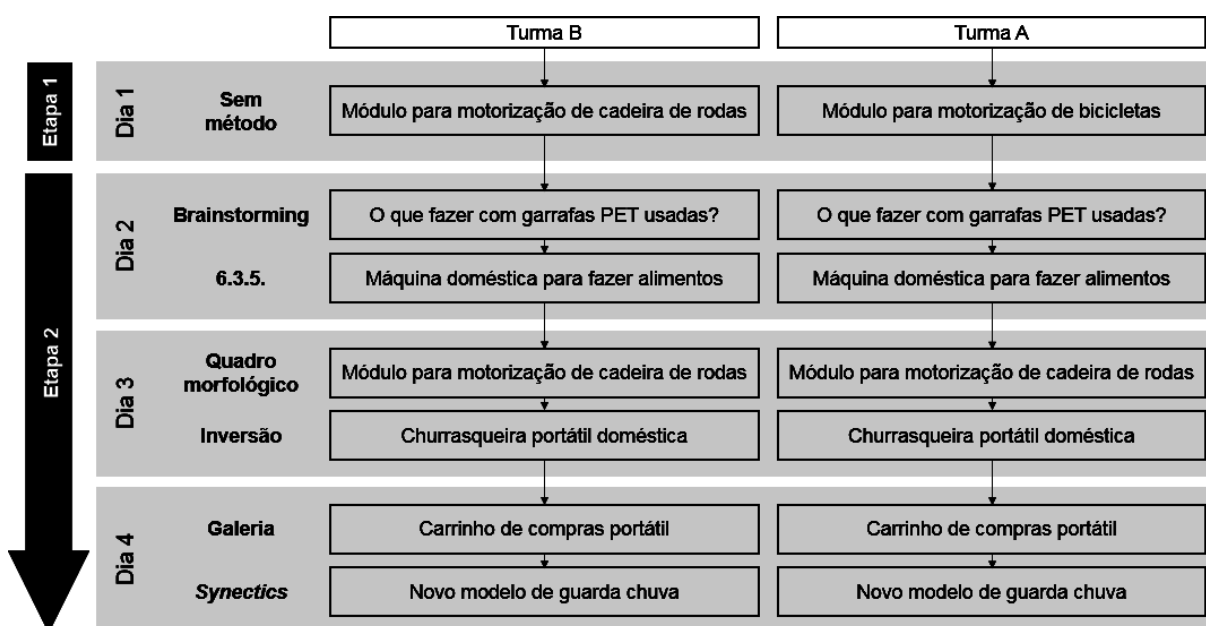 Turma B
Turma A
Etapa 1
Dia 1
Sem
método
Módulo para motorização de cadeira de rodas
Módulo para motorização de bicicletas
Etapa 2
Dia 2
Brainstorming
O que fazer com garrafas PET usadas?
O que fazer com garrafas PET usadas?
6.3.5.
Máquina doméstica para fazer alimentos
Máquina doméstica para fazer alimentos
Dia 3
Quadro
morfológico
Módulo para motorização de cadeira de rodas
Módulo para motorização de cadeira de rodas
Inversão
Churrasqueira portátil doméstica
Churrasqueira portátil doméstica
Dia 4
Galeria
Carrinho de compras portátil
Carrinho de compras portátil
Synectics
Novo modelo de guarda chuva
Novo modelo de guarda chuva